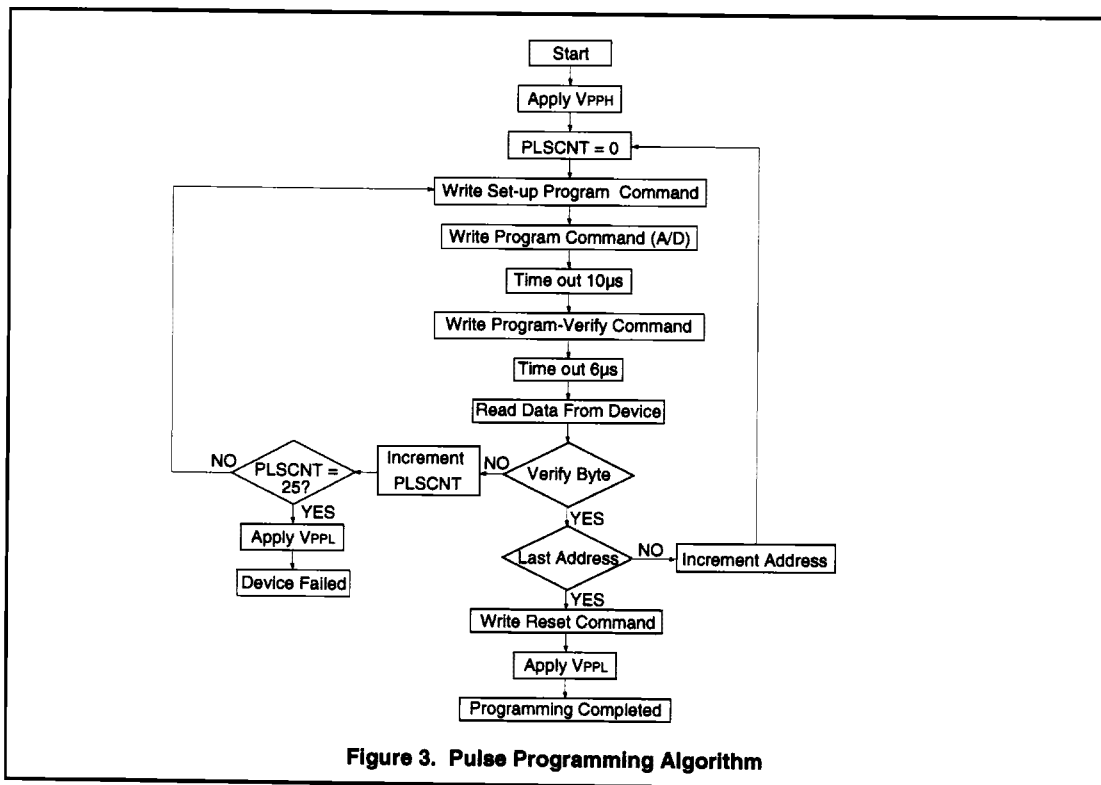 Start
Apply VPPH
PLSCNT = 0
Write Set-up Program Command
Write Program Command (A/D)
Time out 10µs
Write Program-Verify Command
Time out 6µs
Read Data From Device
Verify Byte
NO
Increment
PLSCNT
PLSCNT =
25?
NO
YES
Apply VPPL
Device Failed
YES
Last Address
NO
Increment Address
YES
Write Reset Command
Apply VPPL
Programming Completed
Figure 3. Pulse Programming Algorithm